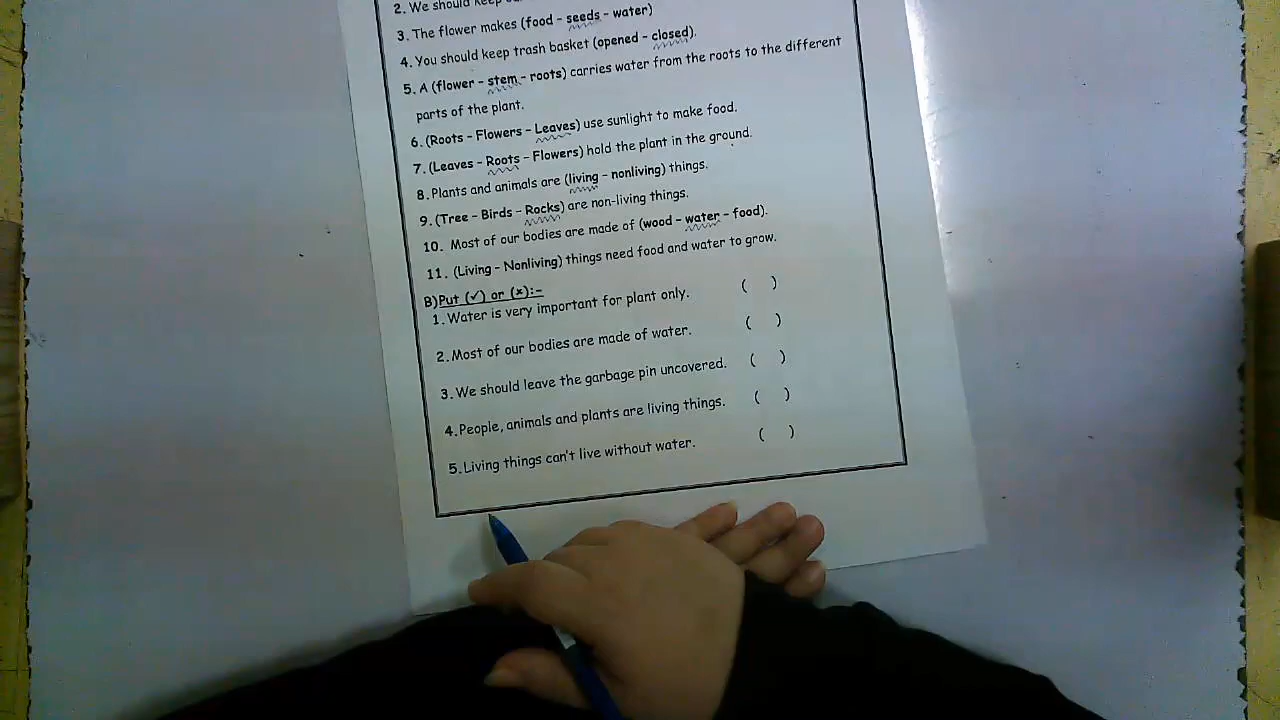 2. We should keep
3. The flower makes (food – seeds – water)
4. You should keep trash basket (opened – closed).
5. A (flower – stem – roots) carries water from the roots to the different
parts of the plant.
6. (Roots – Flowers – Leaves) use sunlight to make food.
7. (Leaves – Roots – Flowers) hold the plant in the ground.
8. Plants and animals are (living – nonliving) things.
9. (Tree – Birds – Rocks) are non-living things.
10. Most of our bodies are made of (wood – water – food).
11. (Living – Nonliving) things need food and water to grow.
B)Put (✓) or (×):-
1. Water is very important for plant only. ( )
2. Most of our bodies are made of water. ( )
3. We should leave the garbage pin uncovered. ( )
4. People, animals and plants are living things. ( )
5. Living things can't live without water. ( )